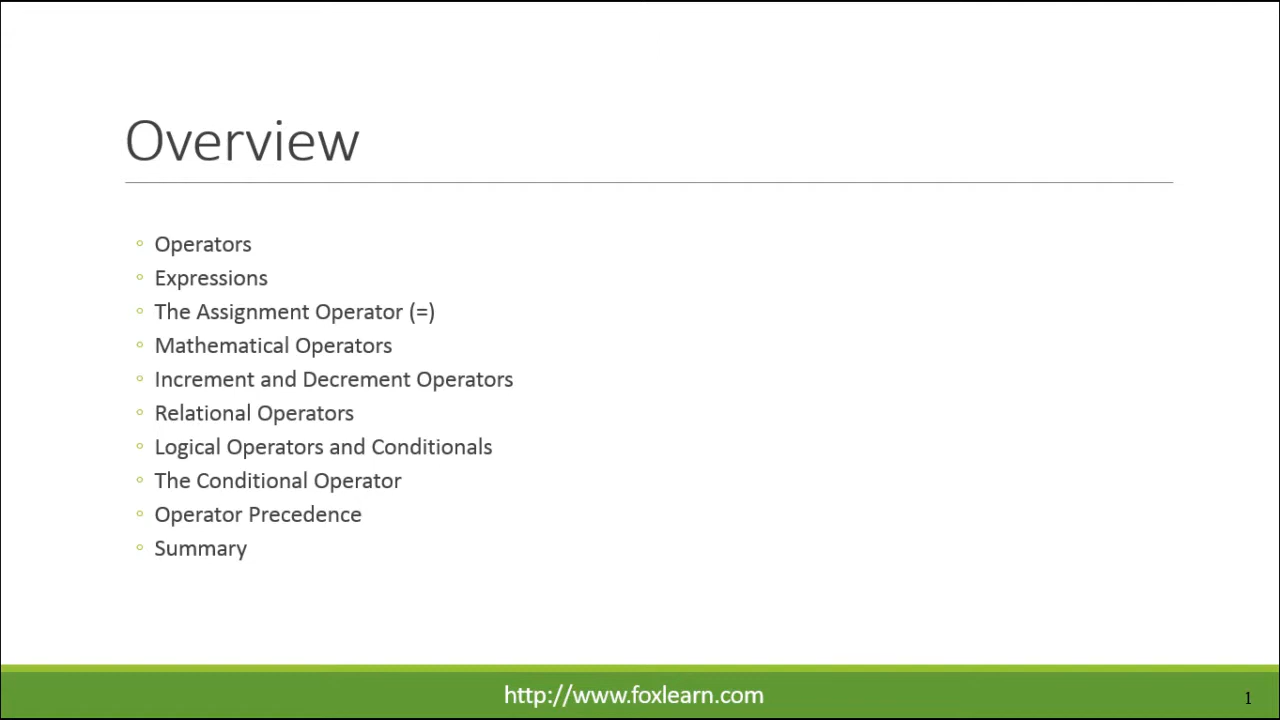 Overview
◦ Operators
◦ Expressions
◦ The Assignment Operator (=)
◦ Mathematical Operators
◦ Increment and Decrement Operators
◦ Relational Operators
◦ Logical Operators and Conditionals
◦ The Conditional Operator
◦ Operator Precedence
◦ Summary
http://www.foxlearn.com
1